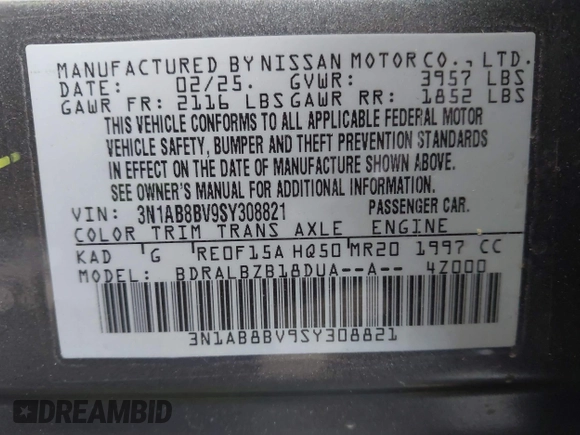 MANUFACTURED BY NISSAN MOTOR CO., LTD.
DATE: 02/25. GVWR: 3957 LBS
GAWR FR: 2116 LBS GAWR RR: 1852 LBS
THIS VEHICLE CONFORMS TO ALL APPLICABLE FEDERAL MOTOR
VEHICLE SAFETY, BUMPER AND THEFT PREVENTION STANDARDS
IN EFFECT ON THE DATE OF MANUFACTURE SHOWN ABOVE.
SEE OWNER'S MANUAL FOR ADDITIONAL INFORMATION.
VIN: 3N1AB8BV9SY308821 PASSENGER CAR.
COLOR TRIM TRANS AXLE ENGINE
KAD G RE0F15A HQ50 MR20 1997 CC
MODEL: BDRALBZB18DUA--A-- 4Z000
3N1AB8BV9SY308821
DREAMBID